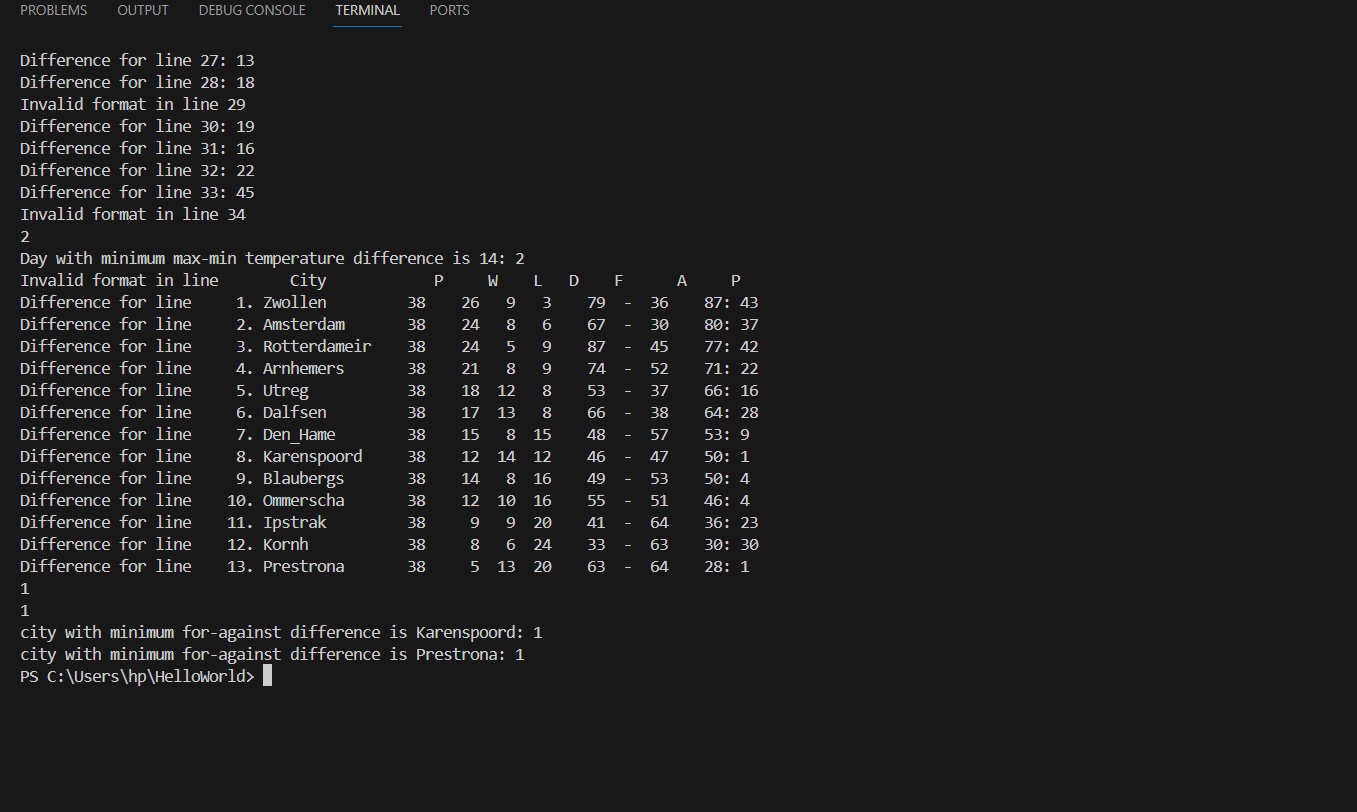 PROBLEMS OUTPUT DEBUG CONSOLE TERMINAL PORTS
Difference for line 27: 13
Difference for line 28: 18
Invalid format in line 29
Difference for line 30: 19
Difference for line 31: 16
Difference for line 32: 22
Difference for line 33: 45
Invalid format in line 34
2
Day with minimum max-min temperature difference is 14: 2
Invalid format in line        City            P     W    L   D    F      A     P
Difference for line     1. Zwollen         38    26   9   3    79  -  36    87: 43
Difference for line     2. Amsterdam       38    24   8   6    67  -  30    80: 37
Difference for line     3. Rotterdameir    38    24   5   9    87  -  45    77: 42
Difference for line     4. Arnhemers       38    21   8   9    74  -  52    71: 22
Difference for line     5. Utreg           38    18  12   8    53  -  37    66: 16
Difference for line     6. Dalfsen         38    17  13   8    66  -  38    64: 28
Difference for line     7. Den_Hame        38    15   8  15    48  -  57    53: 9
Difference for line     8. Karenspoord     38    12  14  12    46  -  47    50: 1
Difference for line     9. Blaubergs       38    14   8  16    49  -  53    50: 4
Difference for line    10. Ommerscha       38    12  10  16    55  -  51    46: 4
Difference for line    11. Ipstrak         38     9   9  20    41  -  64    36: 23
Difference for line    12. Kornh           38     8   6  24    33  -  63    30: 30
Difference for line    13. Prestrona       38     5  13  20    63  -  64    28: 1
1
1
city with minimum for-against difference is Karenspoord: 1
city with minimum for-against difference is Prestrona: 1
PS C:\Users\hp\HelloWorld>